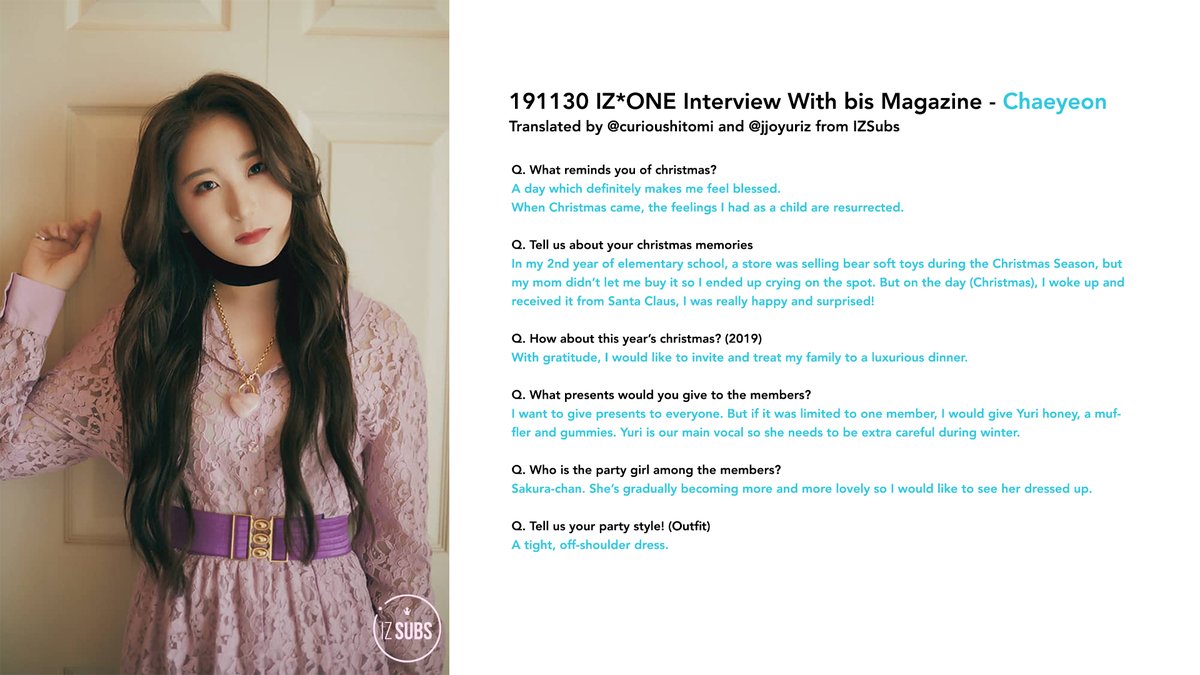 191130 IZ*ONE Interview With bis Magazine - Chaeyeon
Translated by @curioushitomi and @jjoyuriz from IZSubs
Q. What reminds you of christmas?
A day which definitely makes me feel blessed.
When Christmas came, the feelings I had as a child are resurrected.
Q. Tell us about your christmas memories
In my 2nd year of elementary school, a store was selling bear soft toys during the Christmas Season, but
my mom didn’t let me buy it so I ended up crying on the spot. But on the day (Christmas), I woke up and
received it from Santa Claus, I was really happy and surprised!
Q. How about this year’s christmas? (2019)
With gratitude, I would like to invite and treat my family to a luxurious dinner.
Q. What presents would you give to the members?
I want to give presents to everyone. But if it was limited to one member, I would give Yuri honey, a muf-
fler and gummies. Yuri is our main vocal so she needs to be extra careful during winter.
Q. Who is the party girl among the members?
Sakura-chan. She’s gradually becoming more and more lovely so I would like to see her dressed up.
Q. Tell us your party style! (Outfit)
A tight, off-shoulder dress.
IZ SUBS